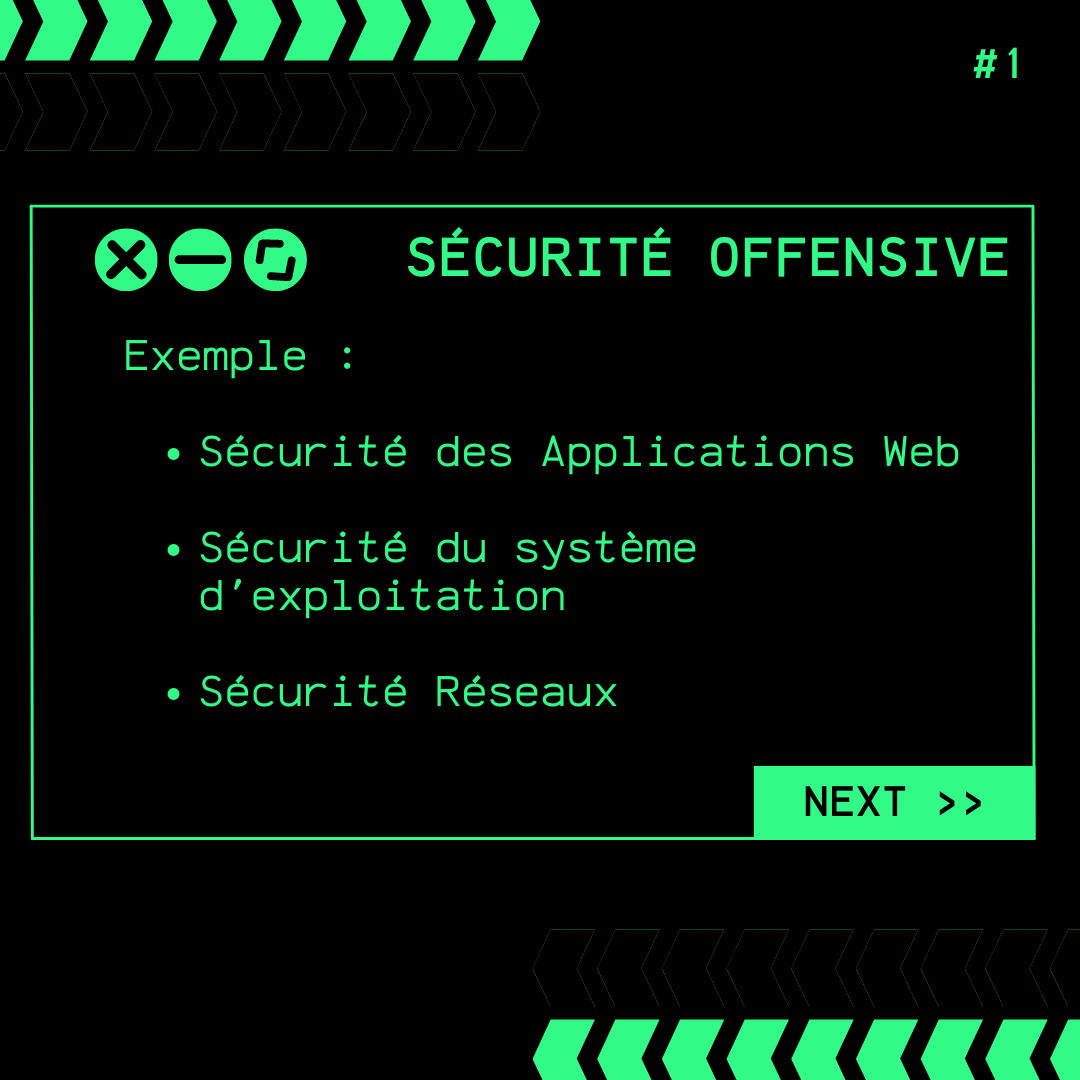 #1
SÉCURITÉ OFFENSIVE
Exemple :
• Sécurité des Applications Web
• Sécurité du système
d'exploitation
• Sécurité Réseaux
NEXT >>